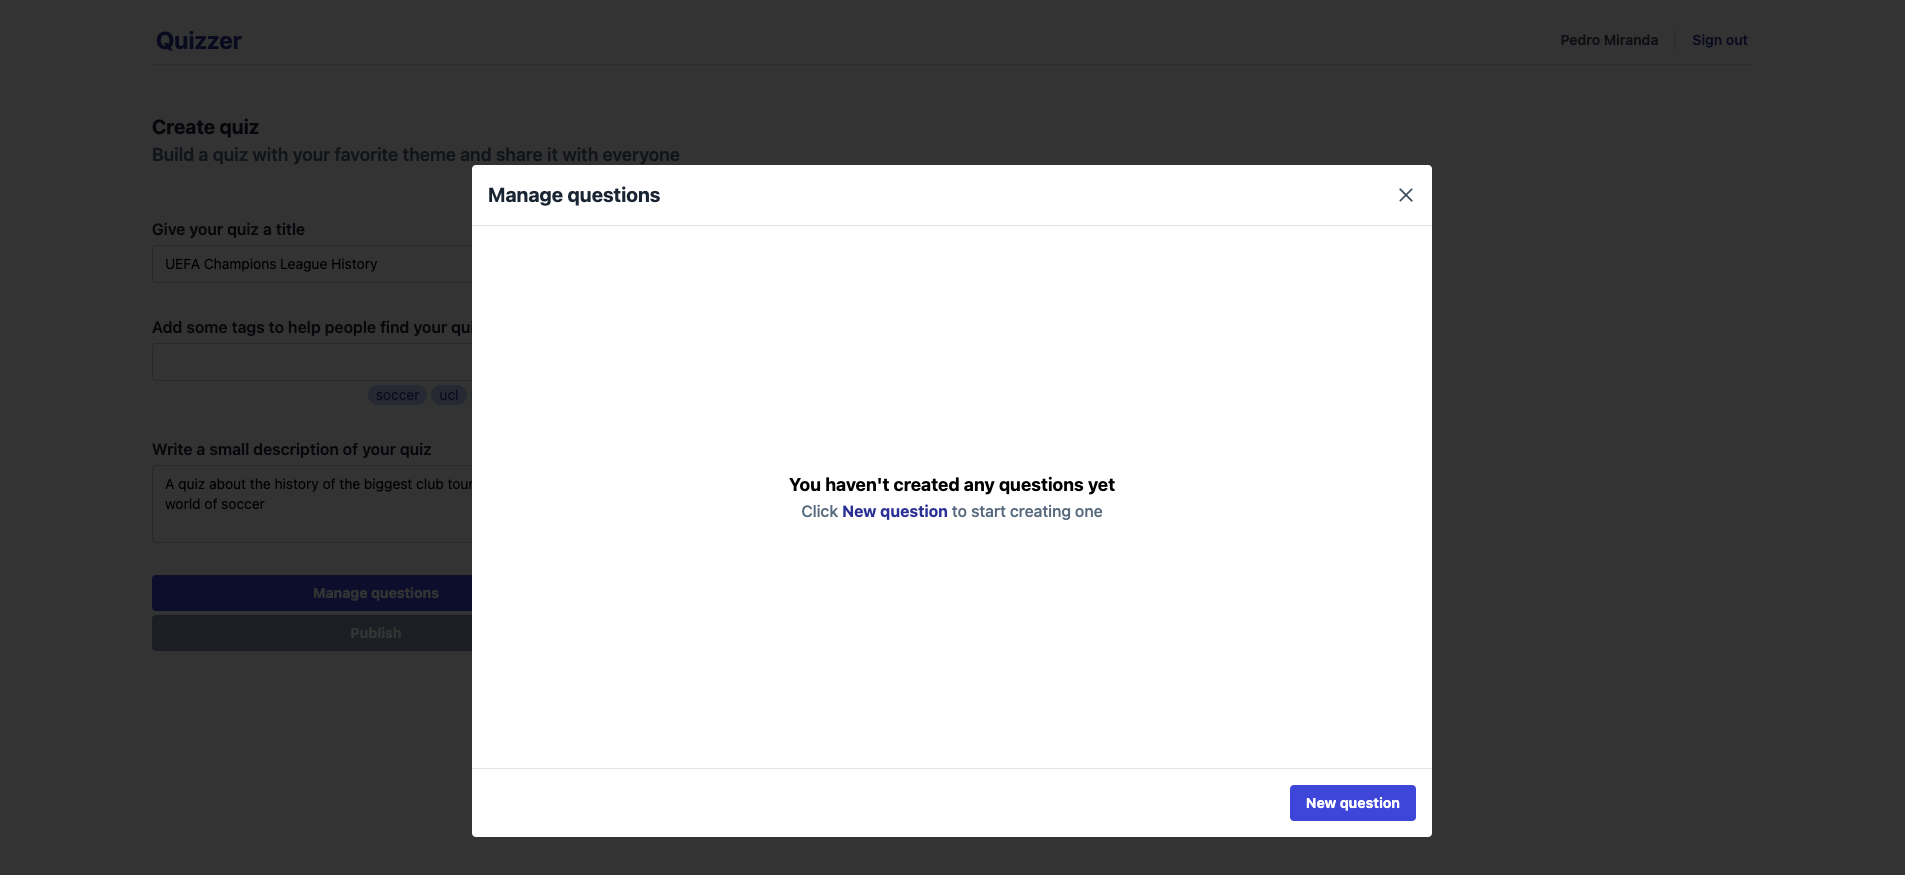 Quizzer
Pedro Miranda
Sign out
Create quiz
Build a quiz with your favorite theme and share it with everyone
Give your quiz a title
UEFA Champions League History
Add some tags to help people find your
soccer ucl
Write a small description of your quiz
A quiz about the history of the biggest club
world of soccer
Manage questions
Publish
Manage questions
You haven't created any questions yet
Click New question to start creating one
New question